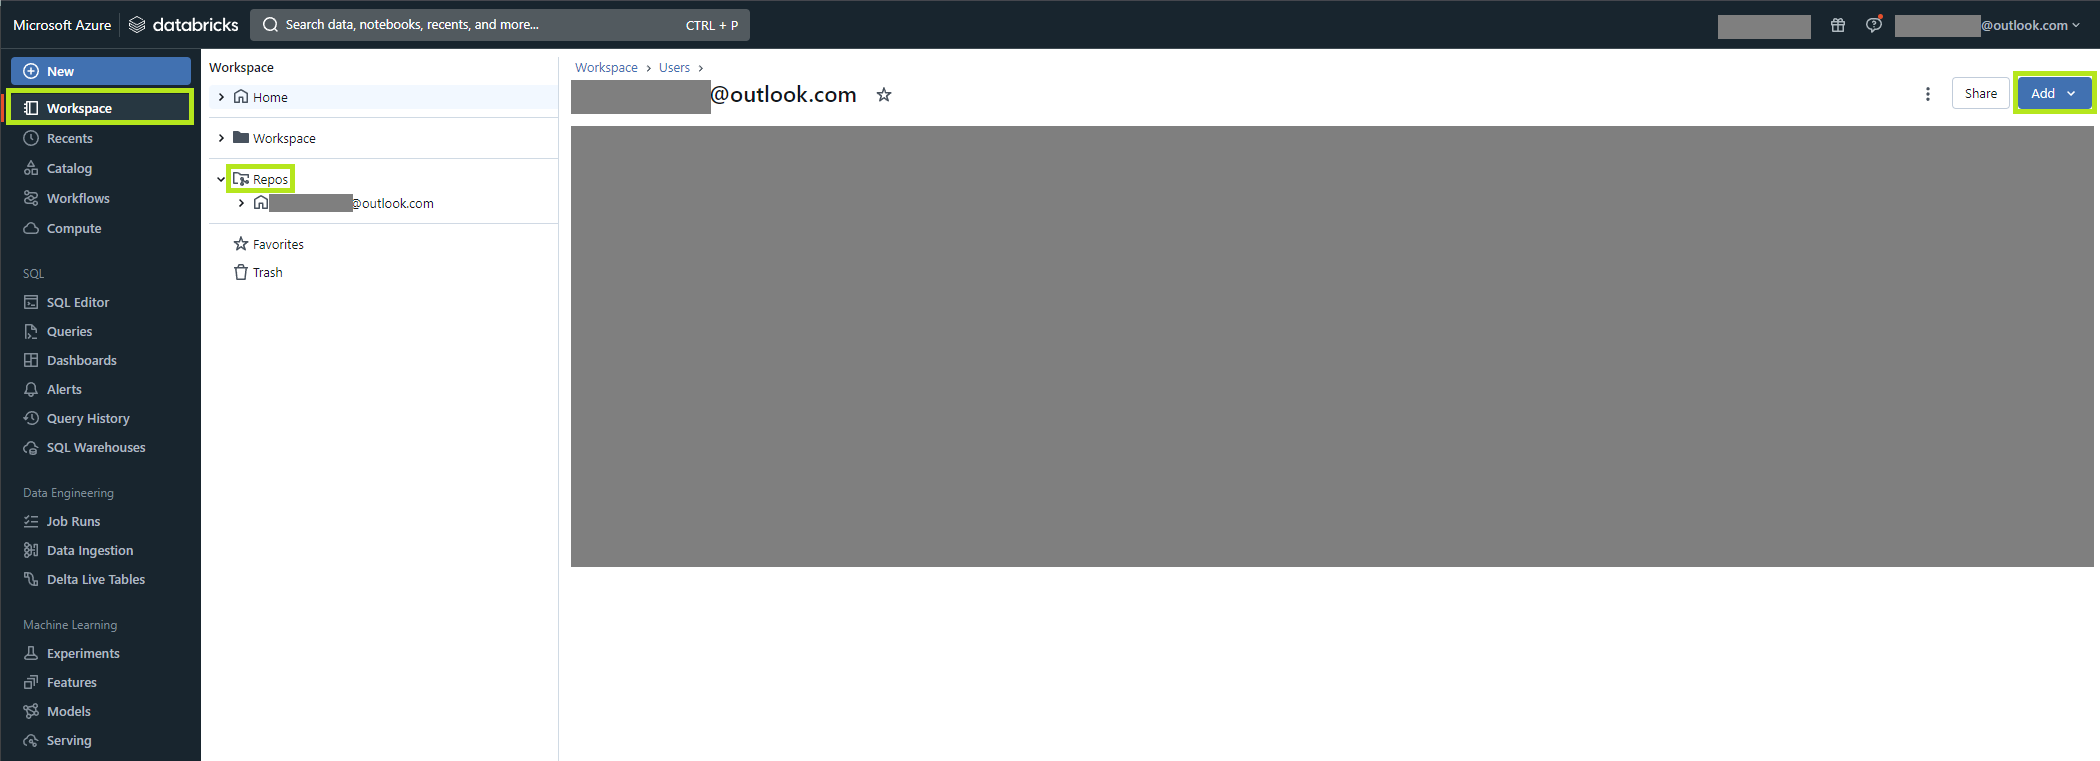 Microsoft Azure databricks
Search data, notebooks, recents, and more... CTRL + P
@outlook.com
New
Workspace
Recents
Catalog
Workflows
Compute
SQL
SQL Editor
Queries
Dashboards
Alerts
Query History
SQL Warehouses
Data Engineering
Job Runs
Data Ingestion
Delta Live Tables
Machine Learning
Experiments
Features
Models
Serving
Workspace
Home
Workspace
Repos
@outlook.com
Favorites
Trash
Workspace > Users >
@outlook.com
Share
Add